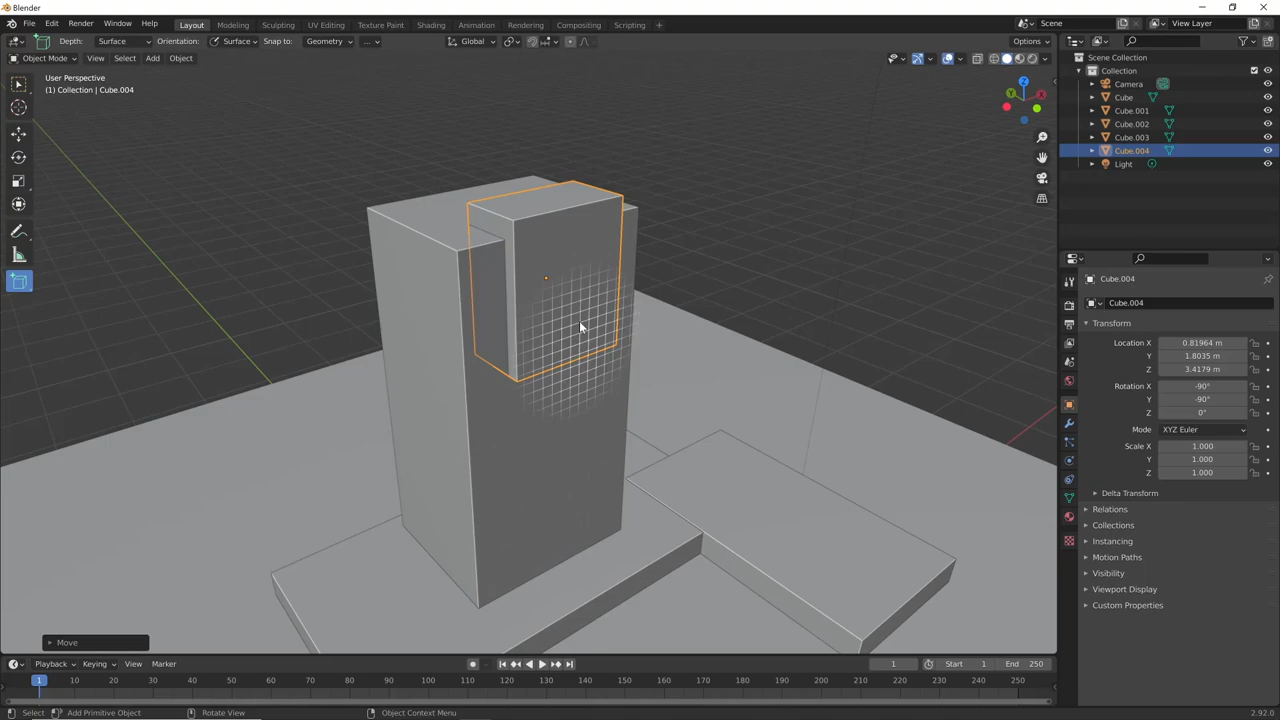 Blender
File Edit Render Window Help Layout Modeling Sculpting UV Editing Texture Paint Shading Animation Rendering Compositing Scripting + Scene View Layer
Depth: Surface Orientation: Surface Snap to: Geometry ... Global Options
Object Mode View Select Add Object
User Perspective
(1) Collection | Cube.004
Z
X
Y
Scene Collection
Collection
Camera
Cube
Cube.001
Cube.002
Cube.003
Cube.004
Light
Cube.004
Cube.004
Transform
Location X 0.81964 m
Y 1.8035 m
Z 3.4179 m
Rotation X -90°
Y -90°
Z 0°
Mode XYZ Euler
Scale X 1.000
Y 1.000
Z 1.000
Delta Transform
Relations
Collections
Instancing
Motion Paths
Visibility
Viewport Display
Custom Properties
Move
Playback Keying View Marker 1 Start 1 End 250
1 10 20 30 40 50 60 70 80 90 100 110 120 130 140 150 160 170 180 190 200 210 220 230 240 250
Select Add Primitive Object Rotate View Object Context Menu 2.92.0